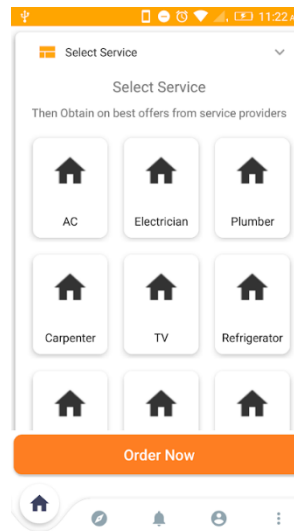 11:22 A
Select Service
Select Service
Then Obtain on best offers from service providers
AC
Electrician
Plumber
Carpenter
TV
Refrigerator
Order Now